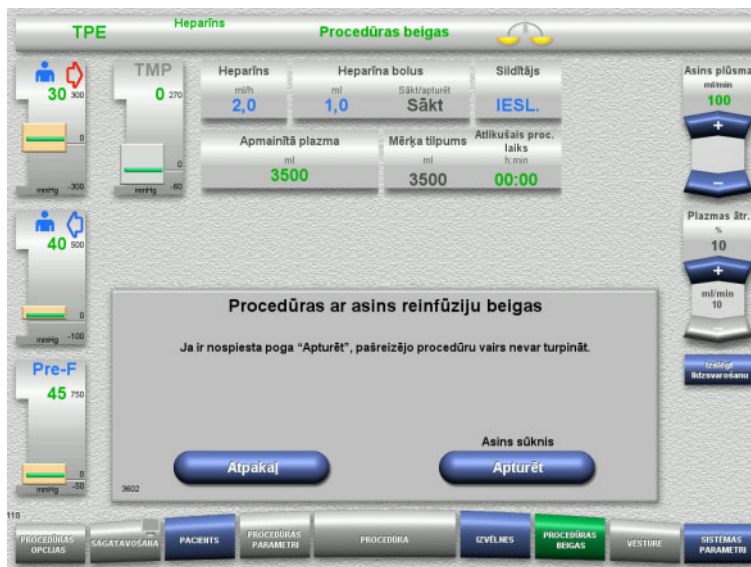 TPE
Heparīns
Procedūras beigas
30
300
0
-300
mmHg
TMP
0
270
0
-60
mmHg
Heparīns
ml/h
2,0
Heparīna bolus
ml
1,0
Sākt/apturēt
Sākt
Sildītājs
IESL.
Apmainītā plazma
ml
3500
Mērķa tilpums
ml
3500
Atlikušais proc.
laiks
h:min
00:00
Asins plūsma
ml/min
100
+
–
40
500
0
-100
mmHg
Plazmas ātr.
%
10
+
ml/min
10
–
Izslēgt
līdzsvarošanu
Pre-F
45
750
0
-50
mmHg
Procedūras ar asins reinfūziju beigas
Ja ir nospiesta poga “Apturēt”, pašreizējo procedūru vairs nevar turpināt.
Asins sūknis
Atpakaļ
Apturēt
3602
110
PROCEDŪRAS
OPCIJAS
SAGATAVOŠANA
PACIENTS
PROCEDŪRAS
PARAMETRI
PROCEDŪRA
IZVĒLNES
PROCEDŪRAS
BEIGAS
VĒSTURE
SISTĒMAS
PARAMETRI